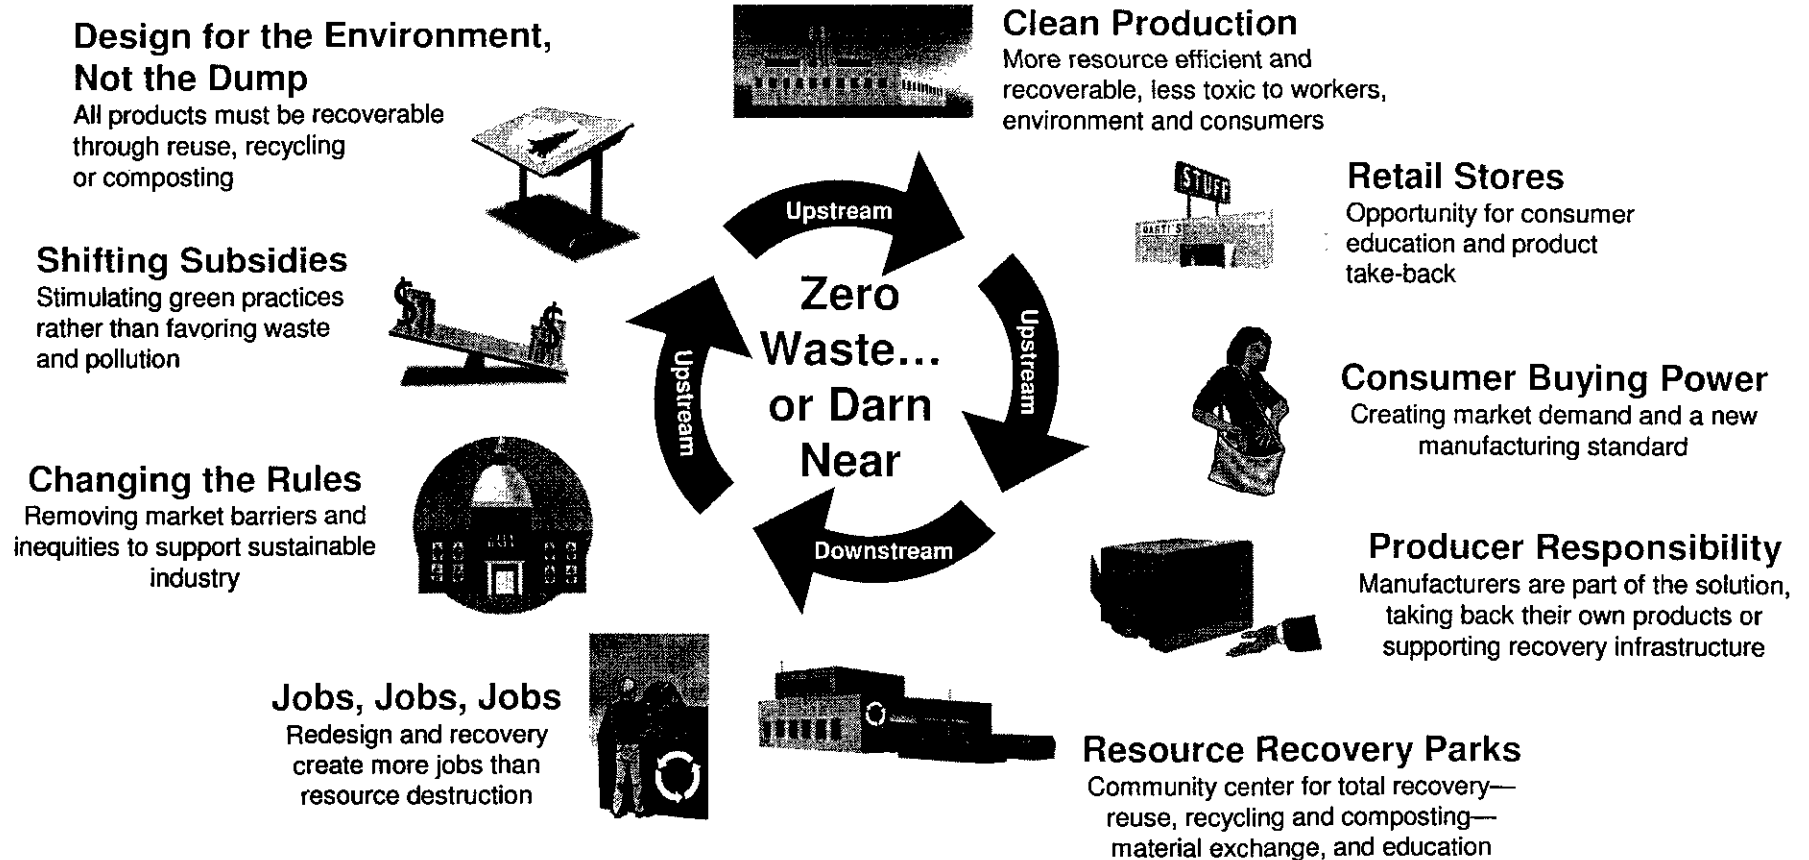 Design for the Environment,
Not the Dump
All products must be recoverable
through reuse, recycling
or composting
Clean Production
More resource efficient and
recoverable, less toxic to workers,
environment and consumers
STUFF
MARTI'S
Retail Stores
Opportunity for consumer
education and product
take-back
Shifting Subsidies
Stimulating green practices
rather than favoring waste
and pollution
$
$
Upstream
Upstream
Upstream
Downstream
Zero
Waste...
or Darn
Near
Consumer Buying Power
Creating market demand and a new
manufacturing standard
Changing the Rules
Removing market barriers and
inequities to support sustainable
industry
Producer Responsibility
Manufacturers are part of the solution,
taking back their own products or
supporting recovery infrastructure
Jobs, Jobs, Jobs
Redesign and recovery
create more jobs than
resource destruction
Resource Recovery Parks
Community center for total recovery—
reuse, recycling and composting—
material exchange, and education